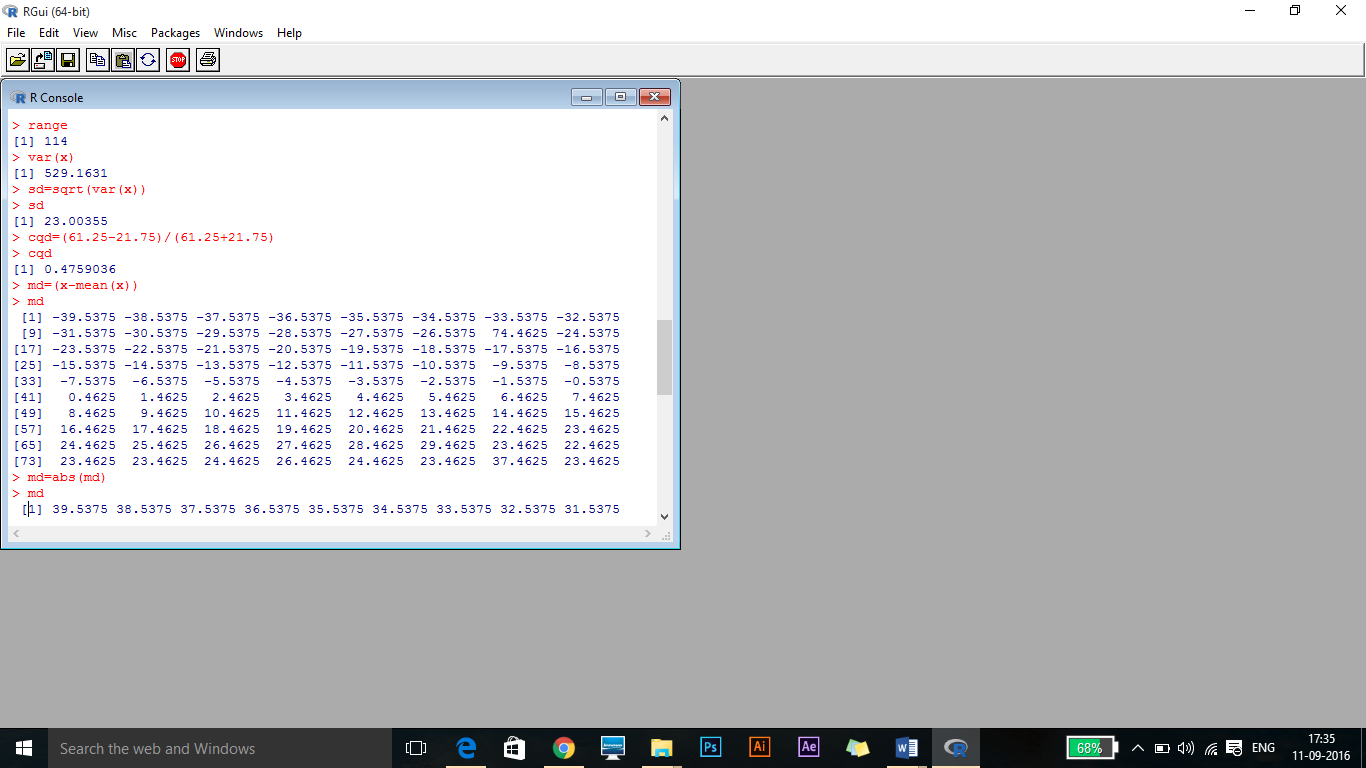 RGui (64-bit)
File Edit View Misc Packages Windows Help
STOP
R Console
> range
[1] 114
> var(x)
[1] 529.1631
> sd=sqrt(var(x))
> sd
[1] 23.00355
> cqd=(61.25-21.75)/(61.25+21.75)
> cqd
[1] 0.4759036
> md=(x-mean(x))
> md
[1] -39.5375 -38.5375 -37.5375 -36.5375 -35.5375 -34.5375 -33.5375 -32.5375
[9] -31.5375 -30.5375 -29.5375 -28.5375 -27.5375 -26.5375 74.4625 -24.5375
[17] -23.5375 -22.5375 -21.5375 -20.5375 -19.5375 -18.5375 -17.5375 -16.5375
[25] -15.5375 -14.5375 -13.5375 -12.5375 -11.5375 -10.5375 -9.5375 -8.5375
[33] -7.5375 -6.5375 -5.5375 -4.5375 -3.5375 -2.5375 -1.5375 -0.5375
[41] 0.4625 1.4625 2.4625 3.4625 4.4625 5.4625 6.4625 7.4625
[49] 8.4625 9.4625 10.4625 11.4625 12.4625 13.4625 14.4625 15.4625
[57] 16.4625 17.4625 18.4625 19.4625 20.4625 21.4625 22.4625 23.4625
[65] 24.4625 25.4625 26.4625 27.4625 28.4625 29.4625 23.4625 22.4625
[73] 23.4625 23.4625 24.4625 26.4625 24.4625 23.4625 37.4625 23.4625
> md=abs(md)
> md
[1] 39.5375 38.5375 37.5375 36.5375 35.5375 34.5375 33.5375 32.5375 31.5375
Search the web and Windows
Ps
Ai
Ae
68%
ENG
17:35
11-09-2016